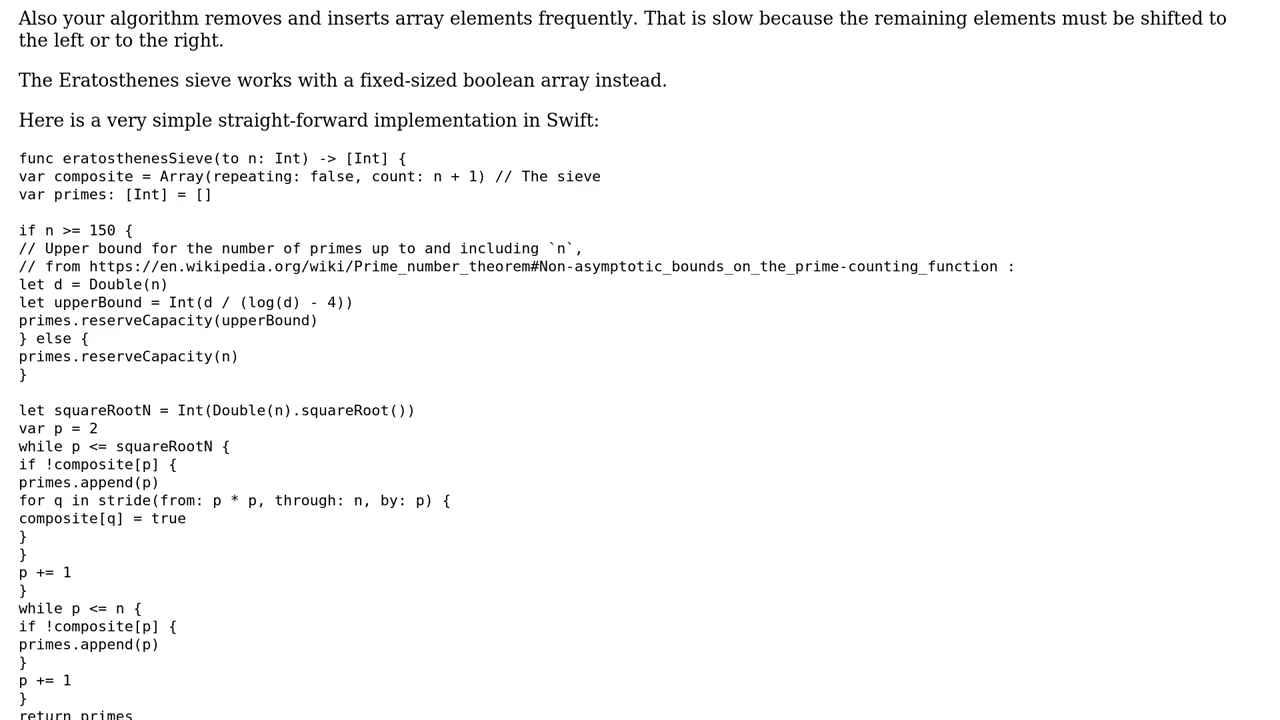 Also your algorithm removes and inserts array elements frequently. That is slow because the remaining elements must be shifted to
the left or to the right.
The Eratosthenes sieve works with a fixed-sized boolean array instead.
Here is a very simple straight-forward implementation in Swift:
func eratosthenesSieve(to n: Int) -> [Int] {
var composite = Array(repeating: false, count: n + 1) // The sieve
var primes: [Int] = []
if n >= 150 {
// Upper bound for the number of primes up to and including `n`,
// from https://en.wikipedia.org/wiki/Prime_number_theorem#Non-asymptotic_bounds_on_the_prime-counting_function :
let d = Double(n)
let upperBound = Int(d / (log(d) - 4))
primes.reserveCapacity(upperBound)
} else {
primes.reserveCapacity(n)
}
let squareRootN = Int(Double(n).squareRoot())
var p = 2
while p <= squareRootN {
if !composite[p] {
primes.append(p)
for q in stride(from: p * p, through: n, by: p) {
composite[q] = true
}
}
p += 1
}
while p <= n {
if !composite[p] {
primes.append(p)
}
p += 1
}
return primes